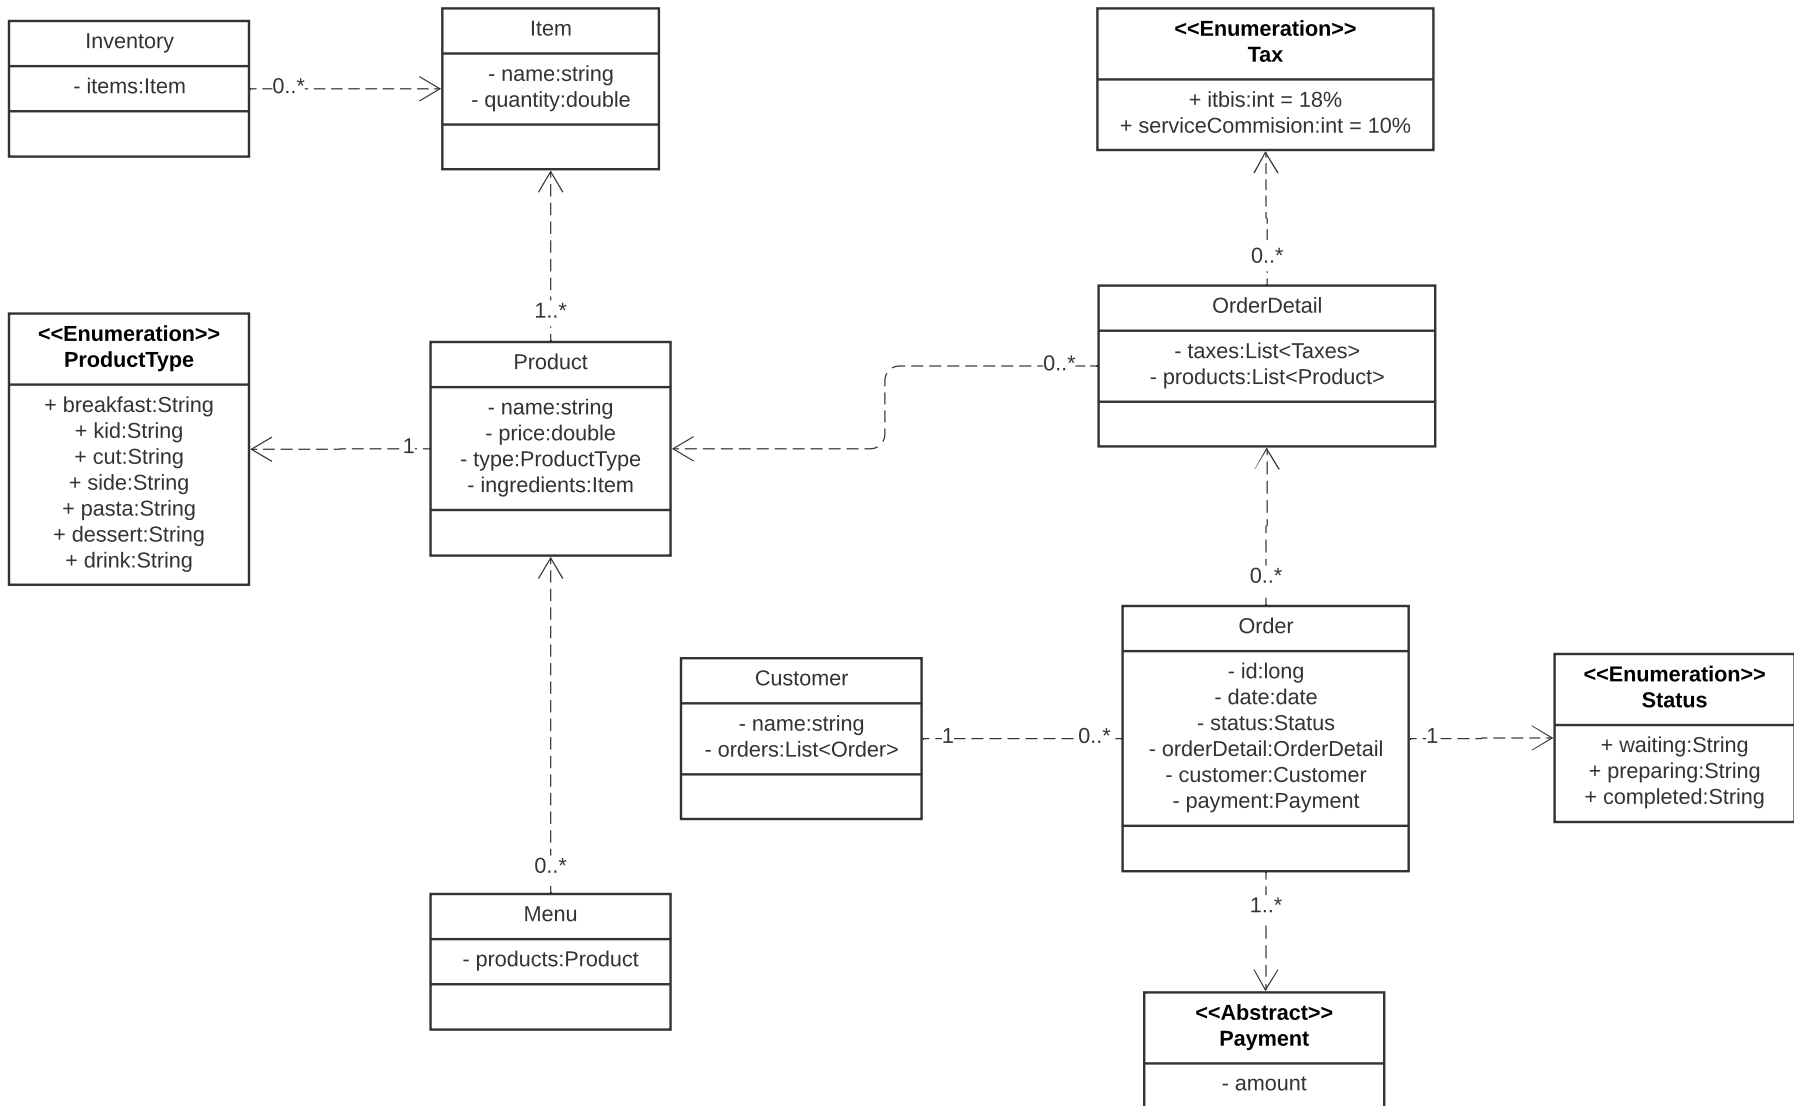 Inventory
- items:Item
0..*
Item
- name:string
- quantity:double
<<Enumeration>>
Tax
+ itbis:int = 18%
+ serviceCommision:int = 10%
0..*
1..*
OrderDetail
- taxes:List<Taxes>
- products:List<Product>
0..*
<<Enumeration>>
ProductType
+ breakfast:String
+ kid:String
+ cut:String
+ side:String
+ pasta:String
+ dessert:String
+ drink:String
1
Product
- name:string
- price:double
- type:ProductType
- ingredients:Item
0..*
Customer
- name:string
- orders:List<Order>
1
0..*
Order
- id:long
- date:date
- status:Status
- orderDetail:OrderDetail
- customer:Customer
- payment:Payment
1
<<Enumeration>>
Status
+ waiting:String
+ preparing:String
+ completed:String
0..*
Menu
- products:Product
1..*
<<Abstract>>
Payment
- amount